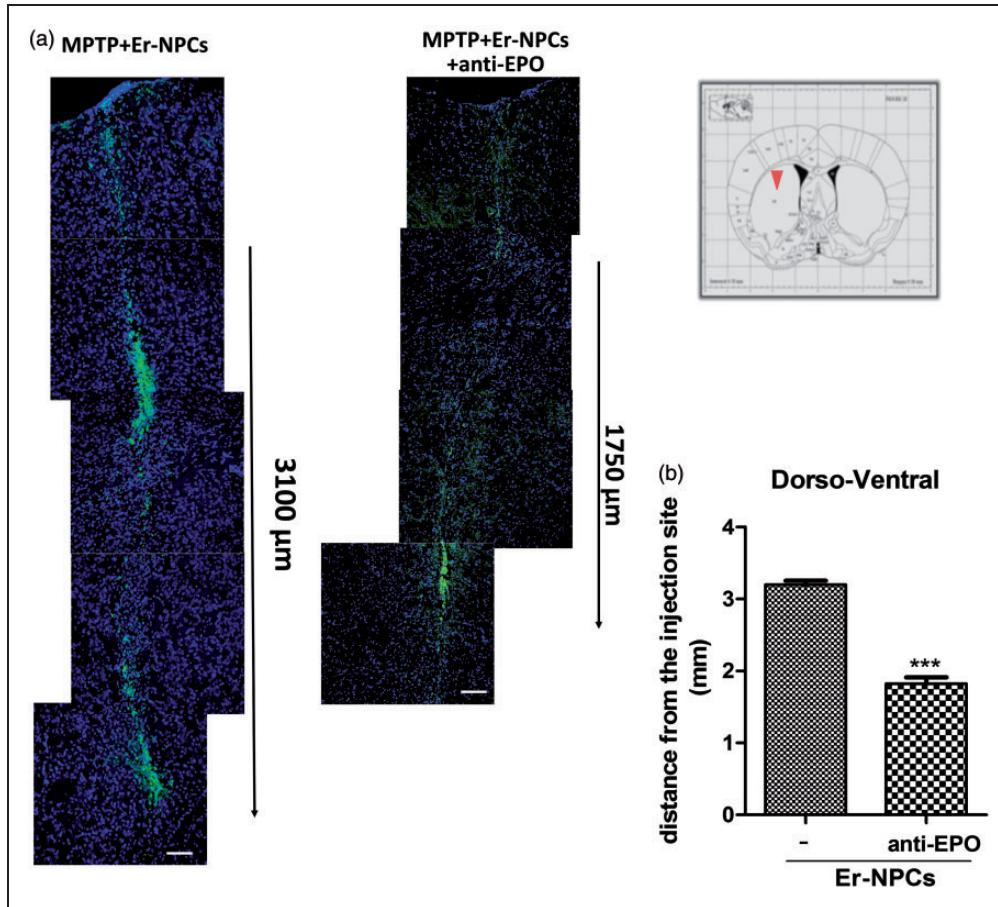 (a) MPTP+Er-NPCs
MPTP+Er-NPCs
+anti-EPO
3100 µm
1750 µm
(b)
Dorso-Ventral
distance from the injection site
(mm)
4
3
2
1
0
***
-
anti-EPO
Er-NPCs